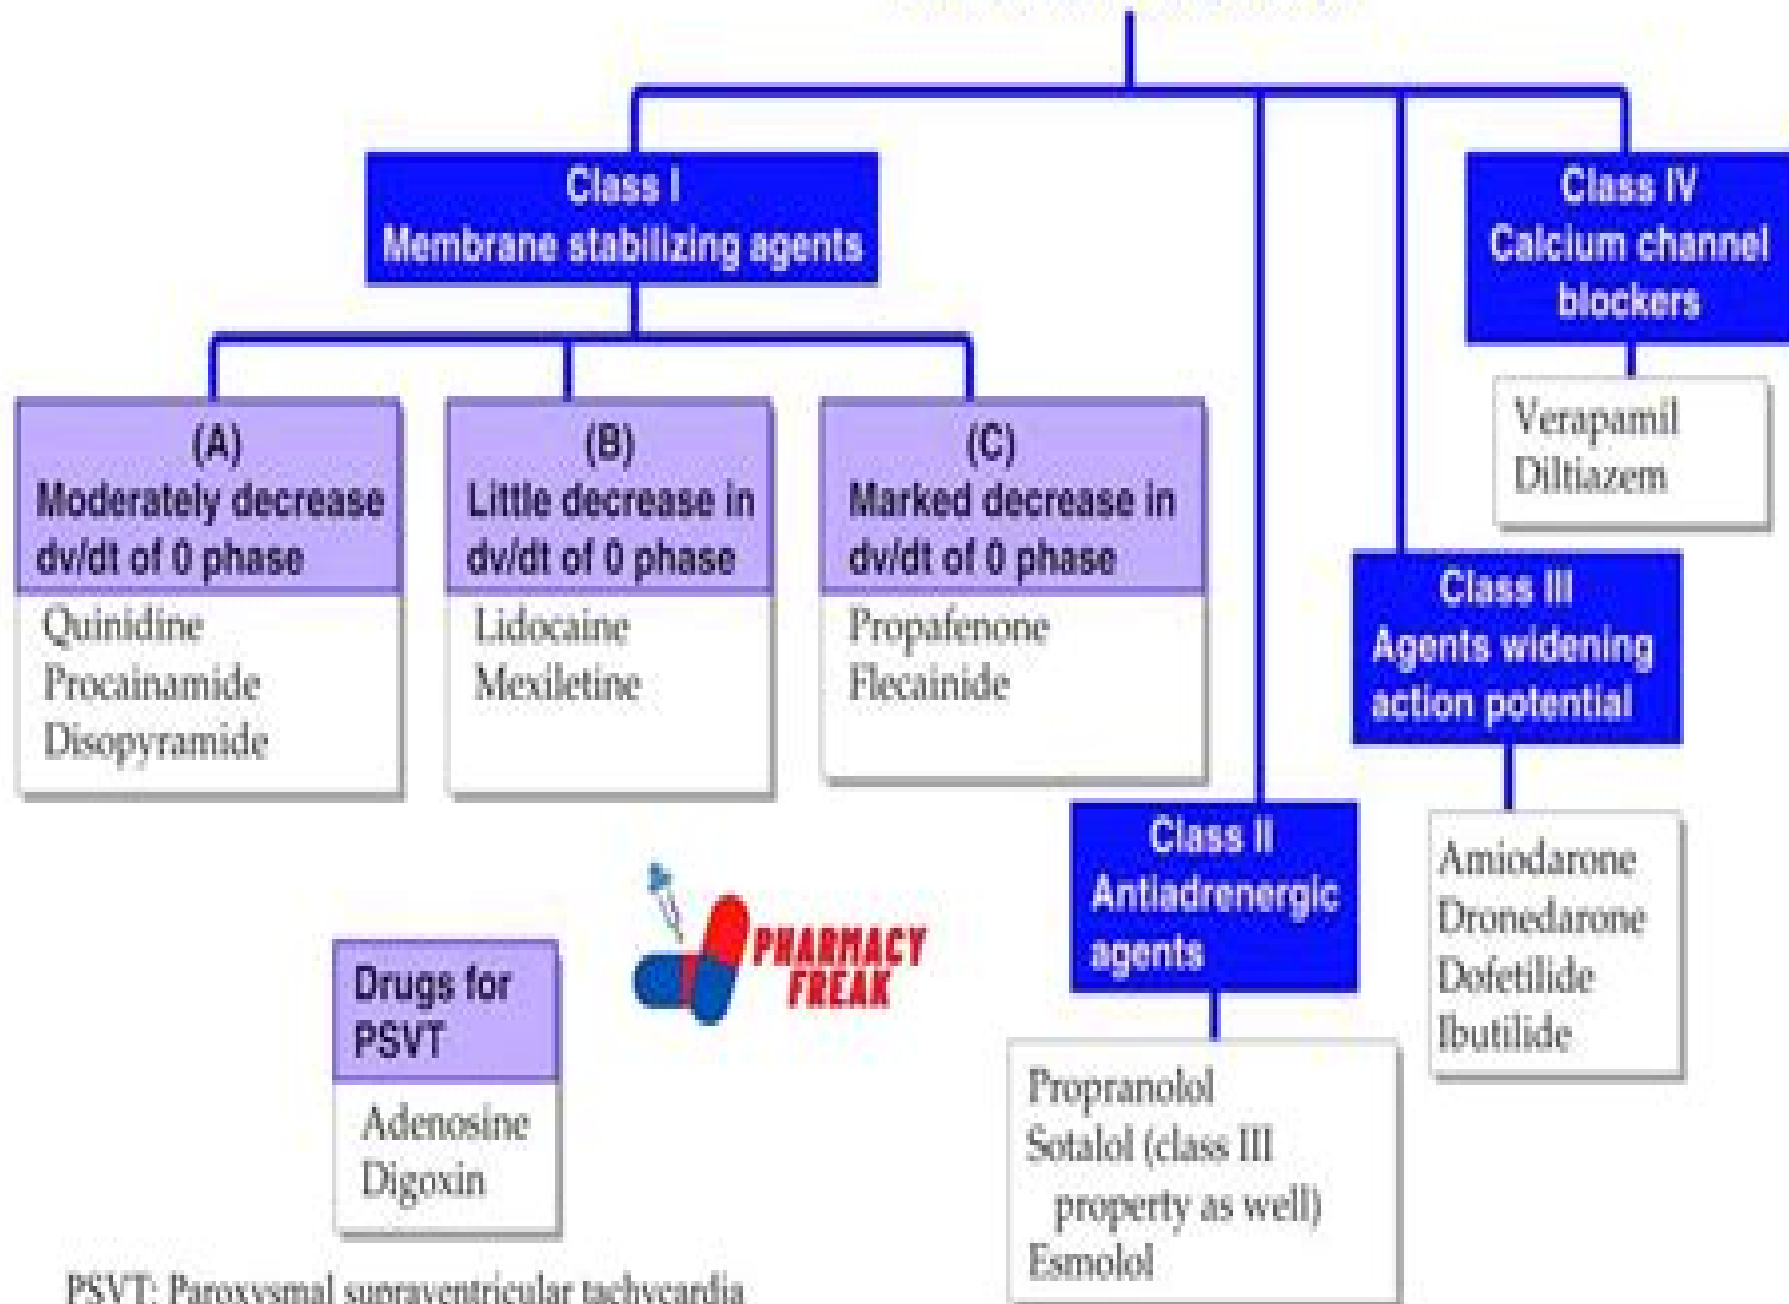 Class I
Membrane stabilizing agents
Class IV
Calcium channel
blockers
Verapamil
Diltiazem
(A)
Moderately decrease
dv/dt of 0 phase
Quinidine
Procainamide
Disopyramide
(B)
Little decrease in
dv/dt of 0 phase
Lidocaine
Mexiletine
(C)
Marked decrease in
dv/dt of 0 phase
Propafenone
Flecainide
Class III
Agents widening
action potential
Amiodarone
Dronedarone
Dofetilide
Ibutilide
Class II
Antiadrenergic
agents
Propranolol
Sotalol (class III
property as well)
Esmolol
PHARMACY
FREAK
Drugs for
PSVT
Adenosine
Digoxin
PSVT: Paroxysmal supraventricular tachycardia